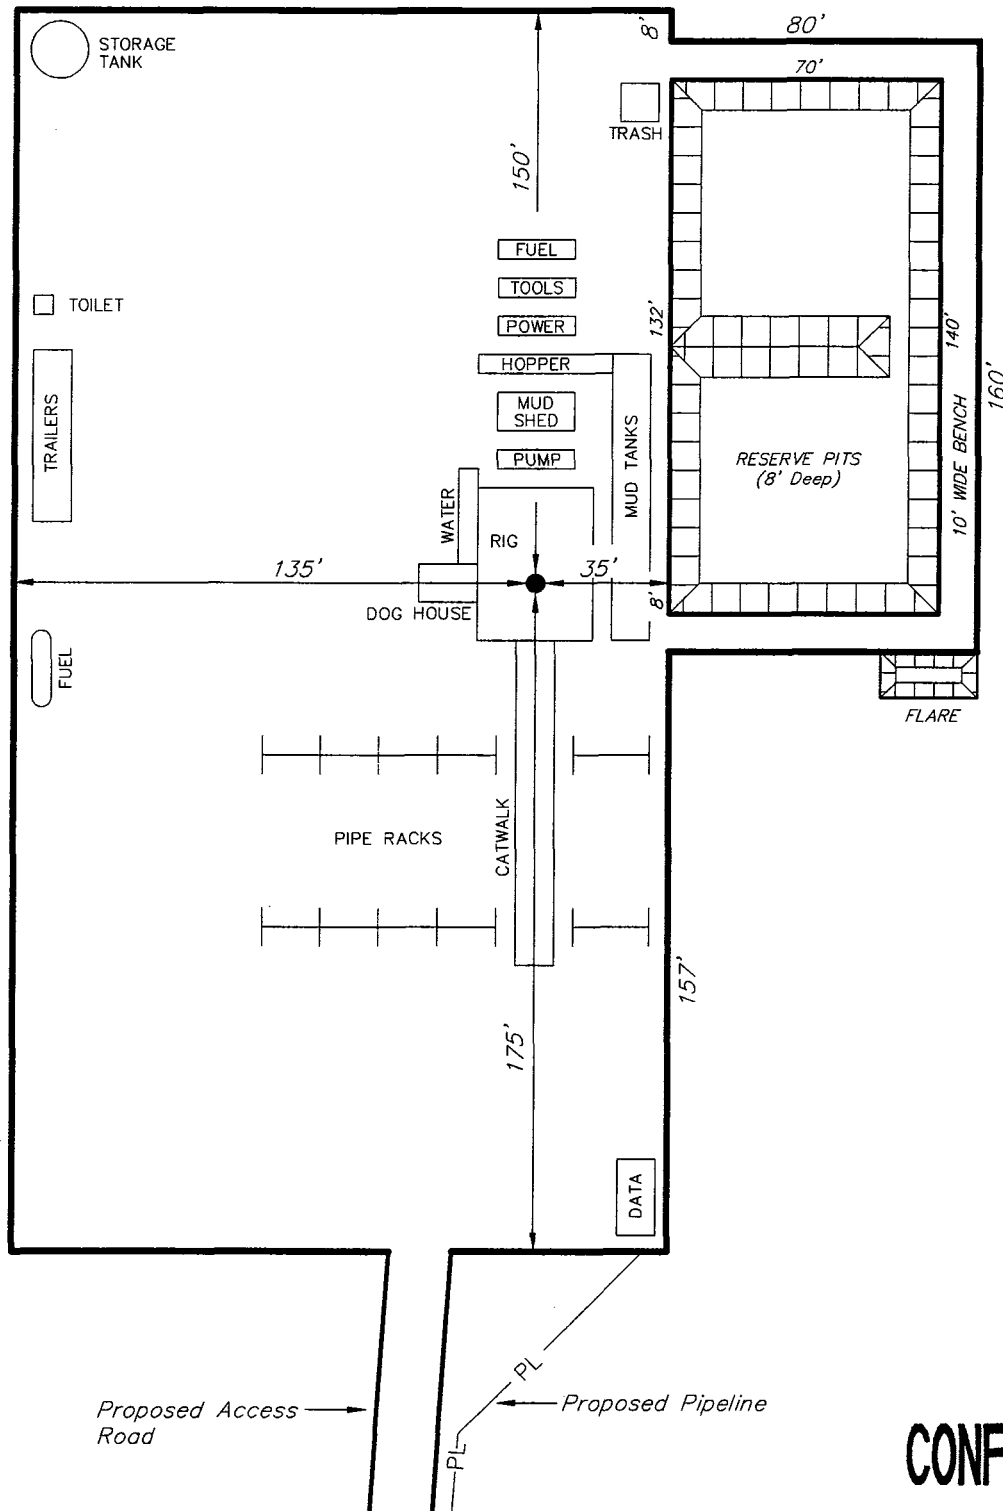 8'
80'
STORAGE
TANK
70'
TRASH
150'
FUEL
TOOLS
TOILET
POWER
132'
140'
HOPPER
160'
MUD
SHED
TRAILERS
MUD TANKS
10' WIDE BENCH
PUMP
RESERVE PITS
(8' Deep)
WATER
RIG
135'
35'
8'
DOG HOUSE
FUEL
FLARE
PIPE RACKS
CATWALK
157'
175'
DATA
PL
Proposed Access
Road
Proposed Pipeline
PL
CONF